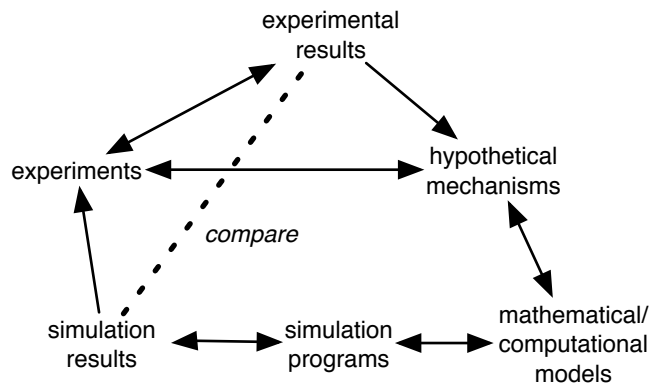 experimental
results
experiments
hypothetical
mechanisms
compare
simulation
results
simulation
programs
mathematical/
computational
models